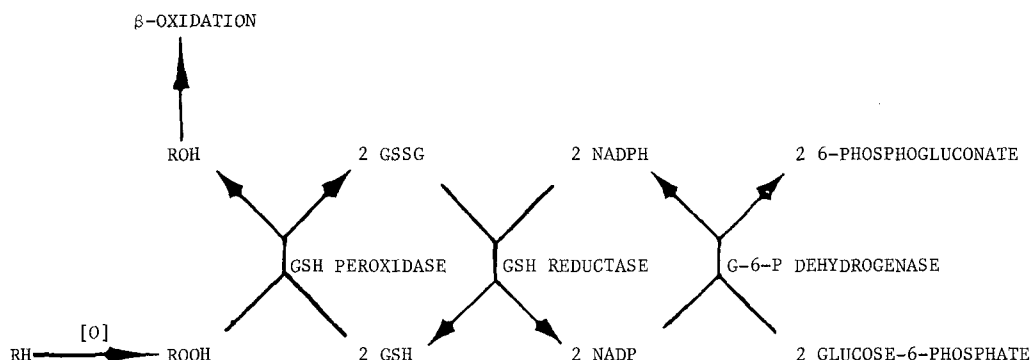 β-OXIDATION
ROH 2 GSSG 2 NADPH 2 6-PHOSPHOGLUCONATE
GSH PEROXIDASE GSH REDUCTASE G-6-P DEHYDROGENASE
[O]
RH ROOH 2 GSH 2 NADP 2 GLUCOSE-6-PHOSPHATE